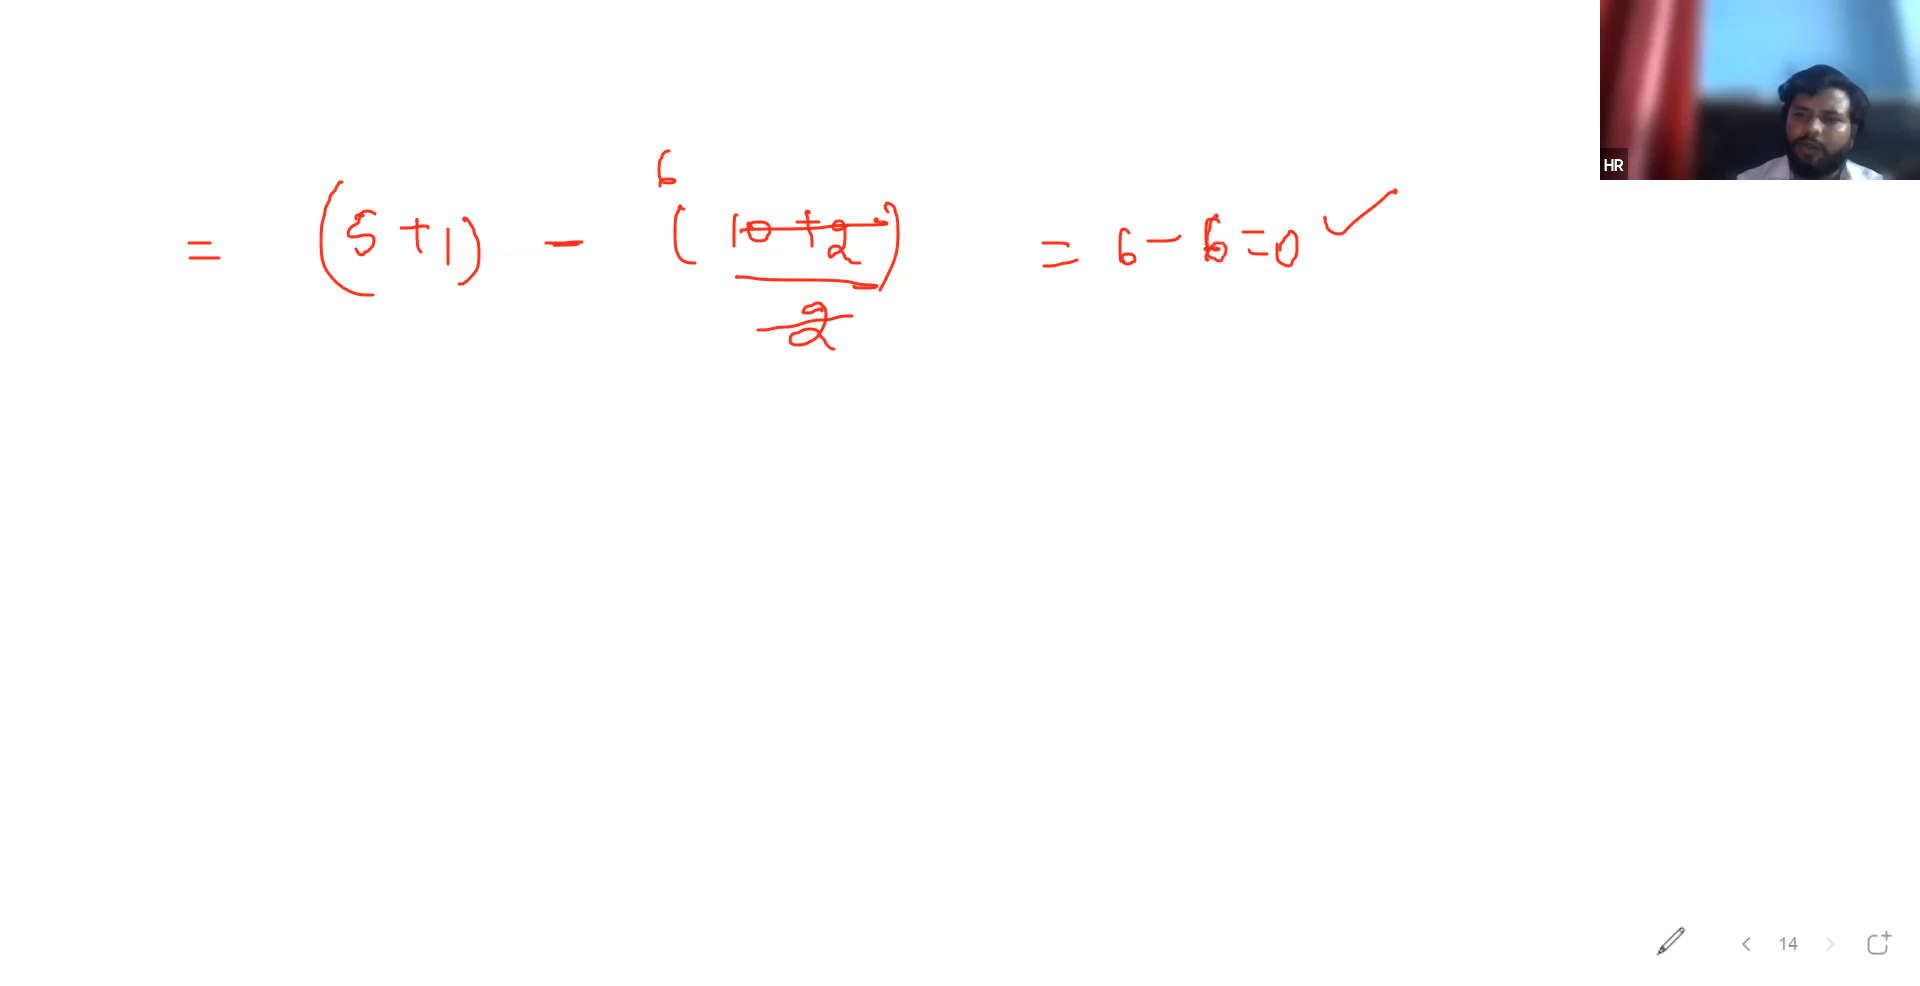 HR
6
= (5+1) - (10+2) = 6-6=0 ✓
2
14